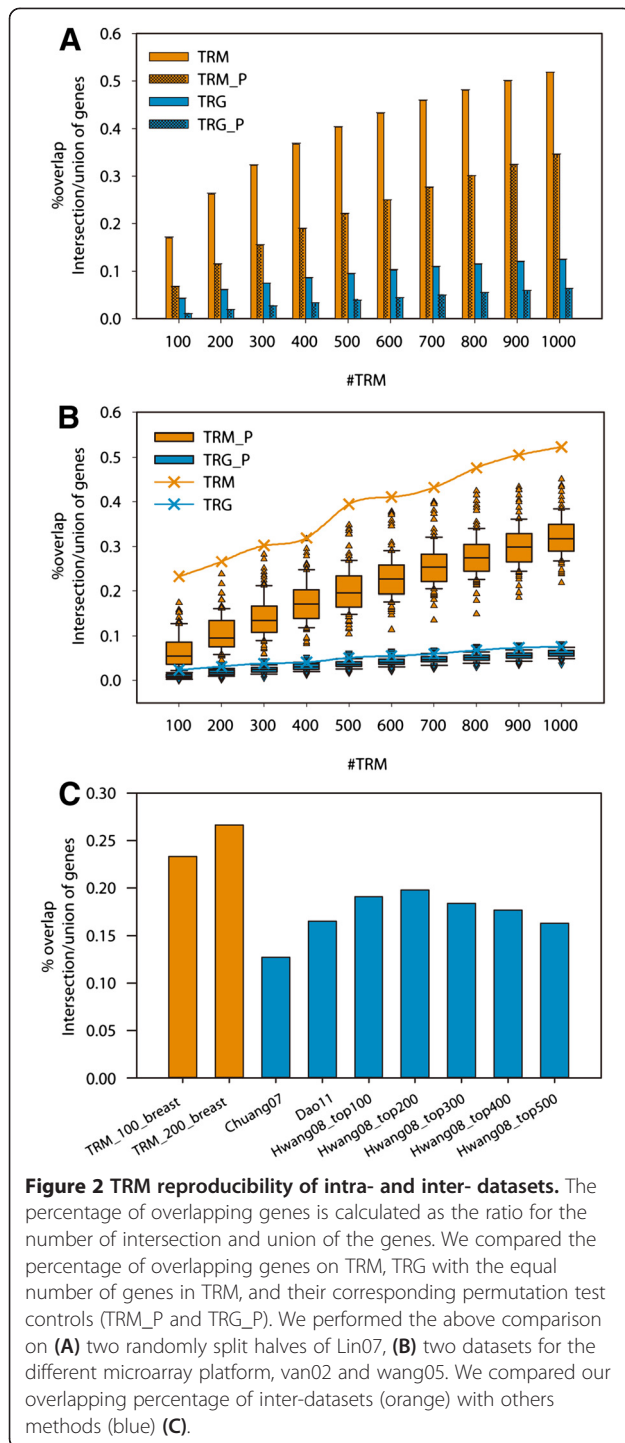 A
0.6
0.5
0.4
0.3
0.2
0.1
0.0
%overlap
Intersection/union of genes
TRM
TRM_P
TRG
TRG_P
100 200 300 400 500 600 700 800 900 1000
#TRM
B
0.6
0.5
0.4
0.3
0.2
0.1
0.0
%overlap
Intersection/union of genes
TRM_P
TRG_P
TRM
TRG
100 200 300 400 500 600 700 800 900 1000
#TRM
C
0.30
0.25
0.20
0.15
0.10
0.05
0.00
% overlap
Intersection/union of genes
TRM_100_breast
TRM_200_breast
Chuang07
Dao11
Hwang08_top100
Hwang08_top200
Hwang08_top300
Hwang08_top400
Hwang08_top500
Figure 2 TRM reproducibility of intra- and inter- datasets. The
percentage of overlapping genes is calculated as the ratio for the
number of intersection and union of the genes. We compared the
percentage of overlapping genes on TRM, TRG with the equal
number of genes in TRM, and their corresponding permutation test
controls (TRM_P and TRG_P). We performed the above comparison
on (A) two randomly split halves of Lin07, (B) two datasets for the
different microarray platform, van02 and wang05. We compared our
overlapping percentage of inter-datasets (orange) with others
methods (blue) (C).